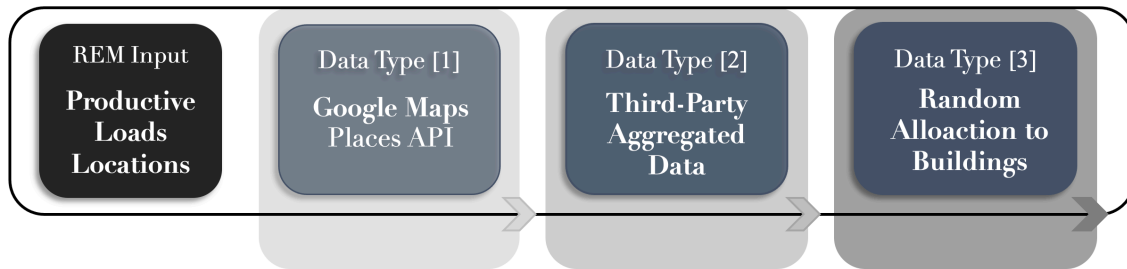 REM Input
Productive
Loads
Locations
Data Type [1]
Google Maps
Places API
Data Type [2]
Third-Party
Aggregated
Data
Data Type [3]
Random
Alloaction to
Buildings